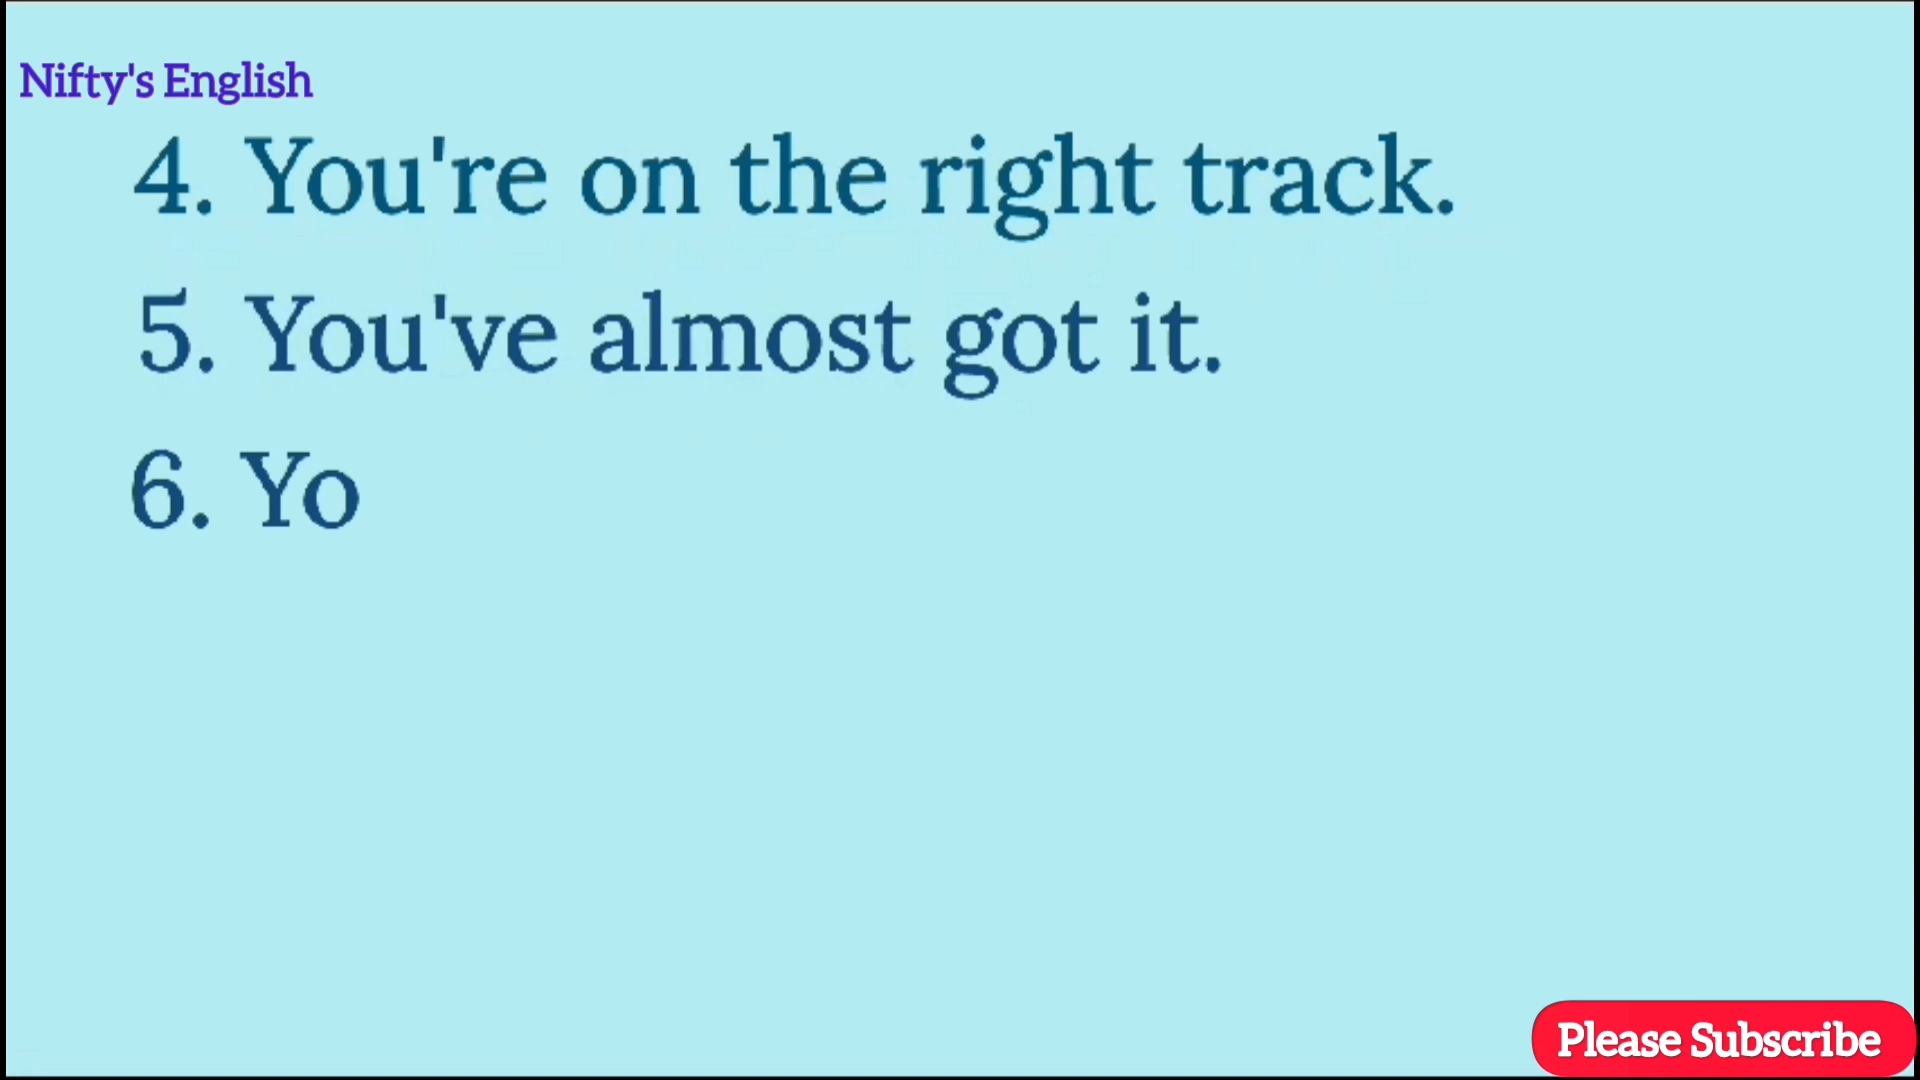 Nifty's English
4. You're on the right track.
5. You've almost got it.
6. Yo
Please Subscribe